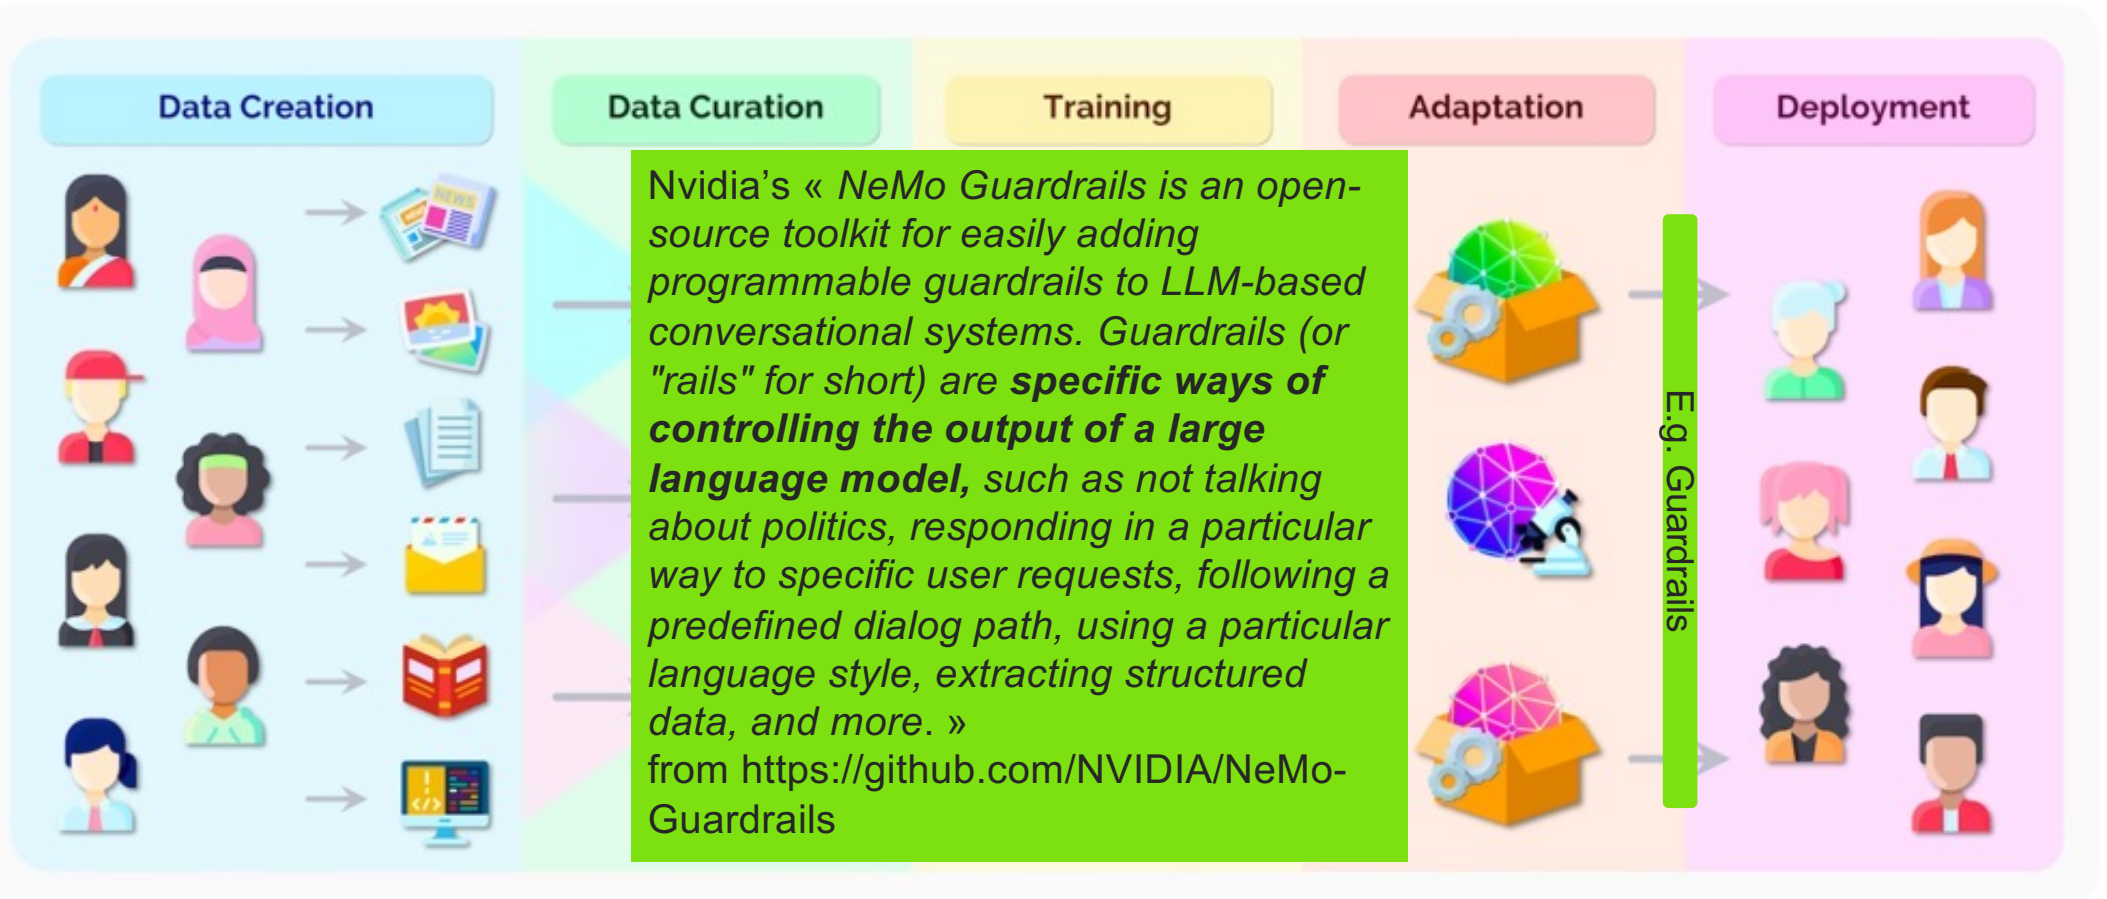 Data Creation
Data Curation
Training
Adaptation
Deployment
Nvidia’s « NeMo Guardrails is an open-
source toolkit for easily adding
programmable guardrails to LLM-based
conversational systems. Guardrails (or
"rails" for short) are specific ways of
controlling the output of a large
language model, such as not talking
about politics, responding in a particular
way to specific user requests, following a
predefined dialog path, using a particular
language style, extracting structured
data, and more. »
from https://github.com/NVIDIA/NeMo-
Guardrails
E.g. Guardrails
NEWS